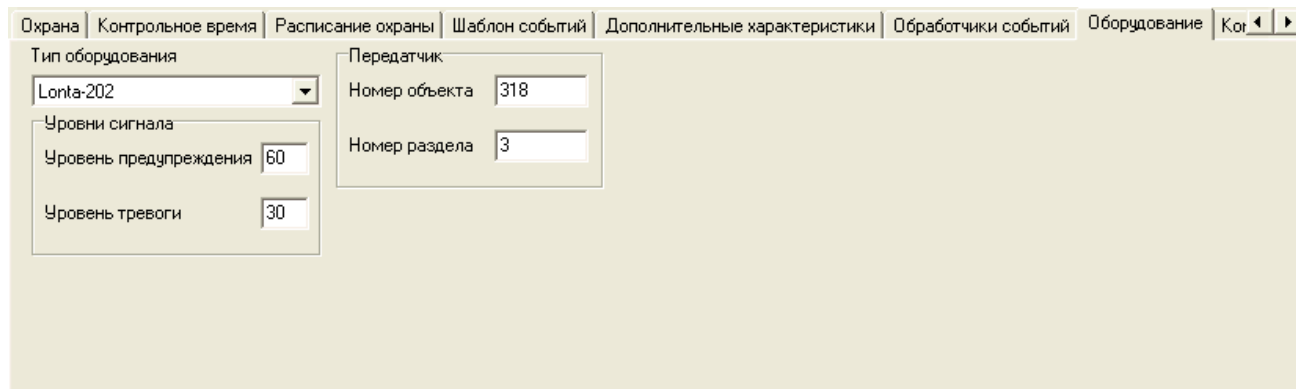 Охрана Контрольное время Расписание охраны Шаблон событий Дополнительные характеристики Обработчики событий Оборудование
Тип оборудования
Lonta-202
Уровни сигнала
Уровень предупреждения 60
Уровень тревоги 30
Передатчик
Номер объекта 318
Номер раздела 3